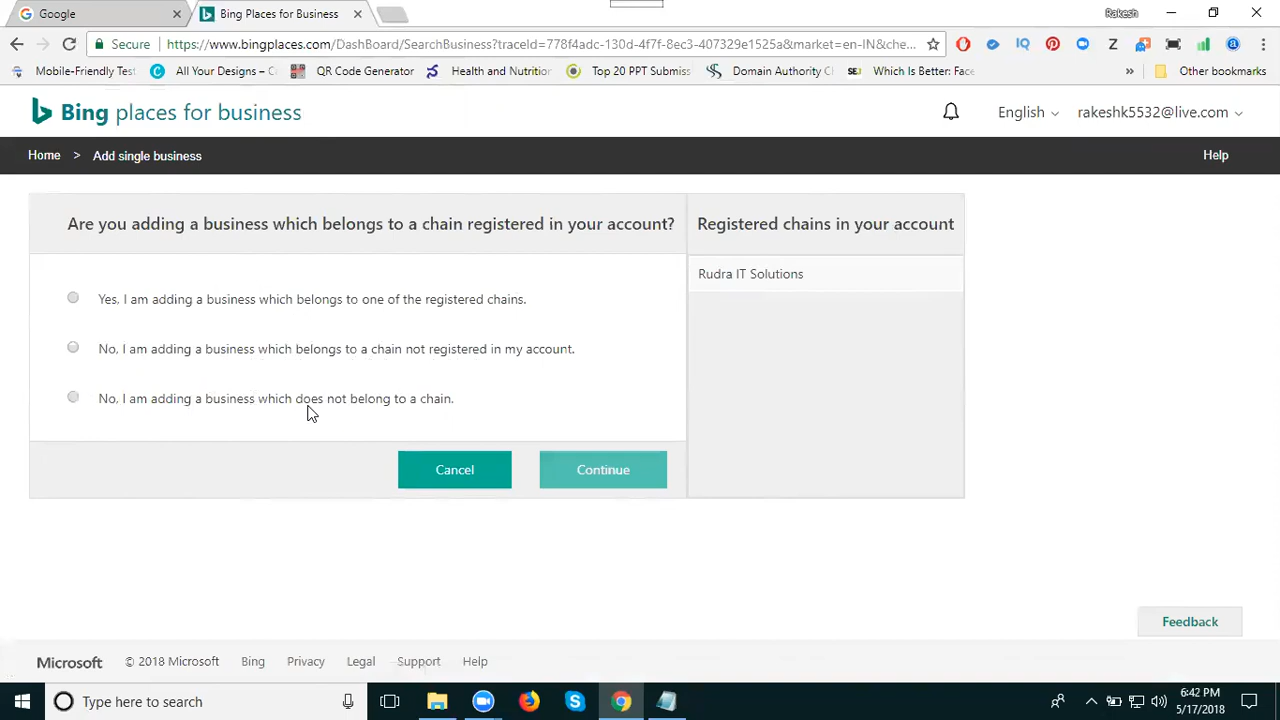 Google
Bing Places for Business
Rakesh
Secure
https://www.bingplaces.com/DashBoard/SearchBusiness?traceId=778f4adc-130d-4f7f-8ec3-407329e1525a&market=en-IN&che...
Mobile-Friendly Test
All Your Designs – C
QR Code Generator
Health and Nutrition
Top 20 PPT Submiss
Domain Authority Ch
Which Is Better: Face
»
Other bookmarks
Bing places for business
English
rakeshk5532@live.com
Home > Add single business
Help
Are you adding a business which belongs to a chain registered in your account?
Registered chains in your account
Rudra IT Solutions
Yes, I am adding a business which belongs to one of the registered chains.
No, I am adding a business which belongs to a chain not registered in my account.
No, I am adding a business which does not belong to a chain.
Cancel
Continue
Feedback
Microsoft © 2018 Microsoft Bing Privacy Legal Support Help
Type here to search
6:42 PM
5/17/2018